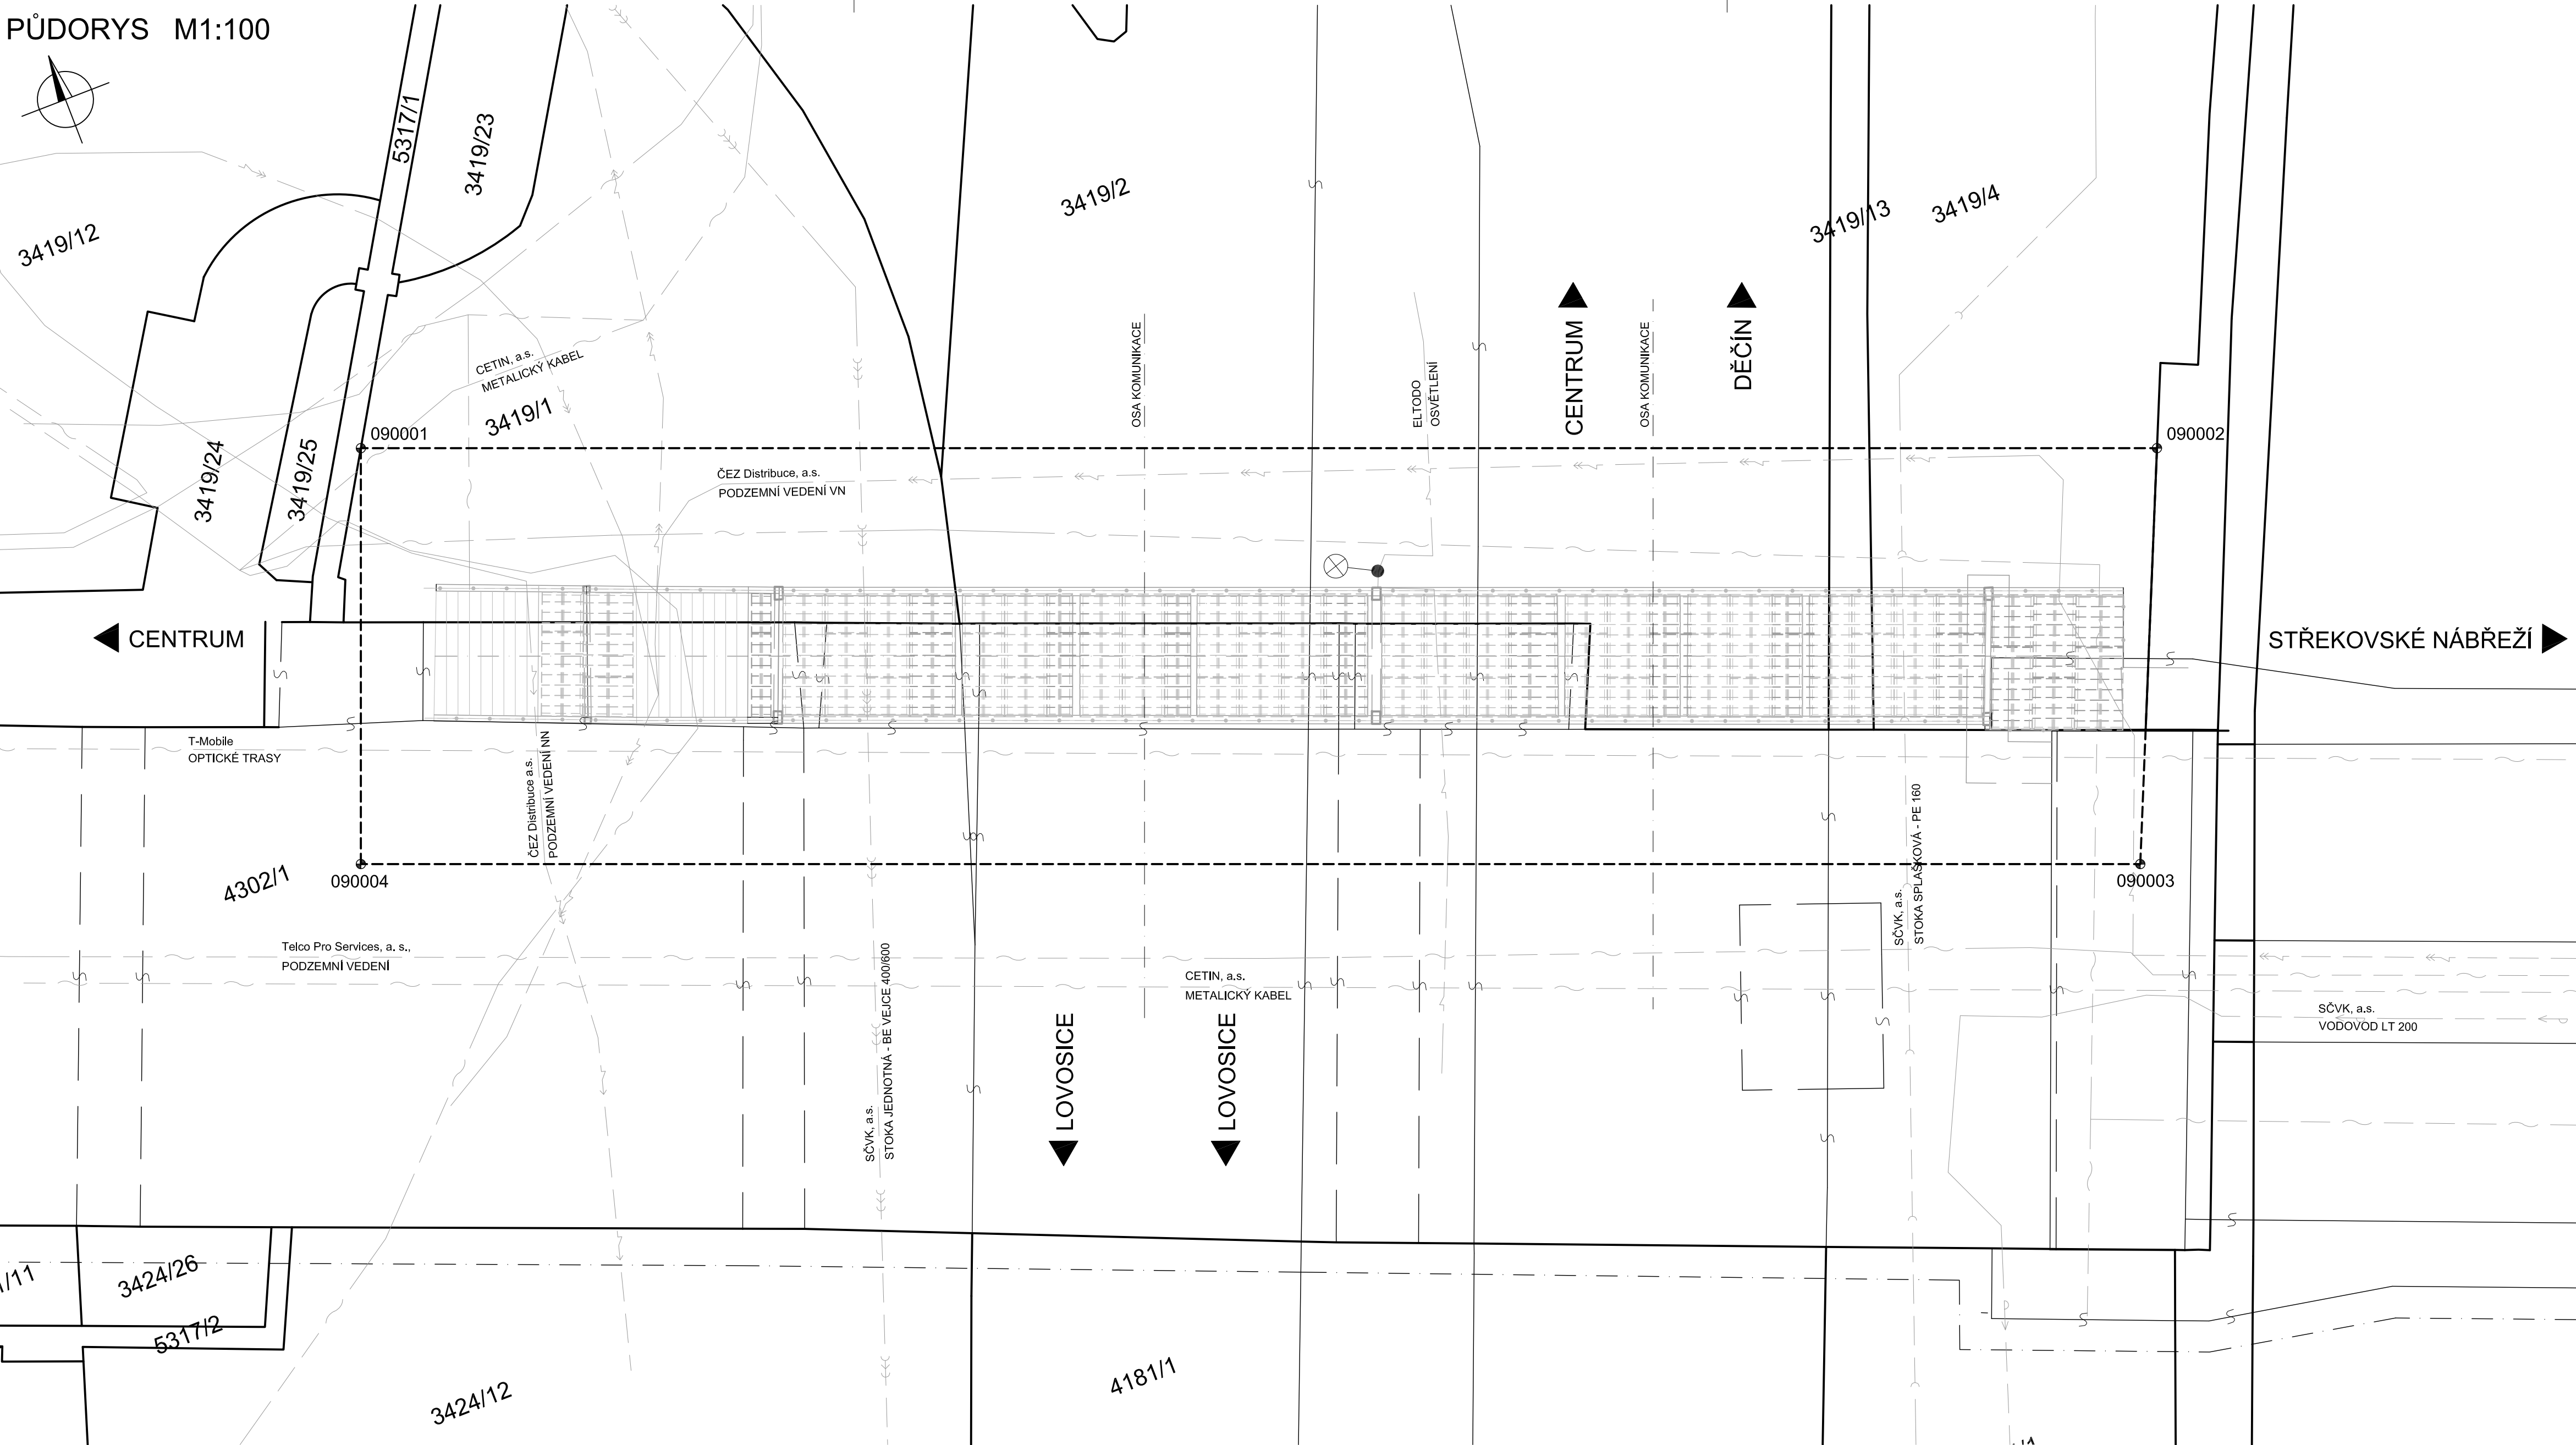 PŮDORYS M1:100
5317/1
3419/23
3419/12
3419/2
3419/13
3419/4
CETIN, a.s.
METALICKÝ KABEL
3419/1
OSA KOMUNIKACE
ELTODO
OSVĚTLENÍ
CENTRUM
OSA KOMUNIKACE
DĚČÍN
090001
090002
3419/24
3419/25
ČEZ Distribuce, a.s.
PODZEMNÍ VEDENÍ VN
CENTRUM
STŘEKOVSKÉ NÁBŘEŽÍ
T-Mobile
OPTICKÉ TRASY
ČEZ Distribuce a.s.
PODZEMNÍ VEDENÍ NN
SČVK, a.s.
STOKA SPLAŠKOVÁ - PE 160
4302/1
090004
090003
Telco Pro Services, a. s.,
PODZEMNÍ VEDENÍ
SČVK, a.s.
STOKA JEDNOTNÁ - BE VEJCE 400/600
CETIN, a.s.
METALICKÝ KABEL
LOVOSICE
LOVOSICE
SČVK, a.s.
VODOVOD LT 200
3424/26
5317/2
3424/12
4181/1